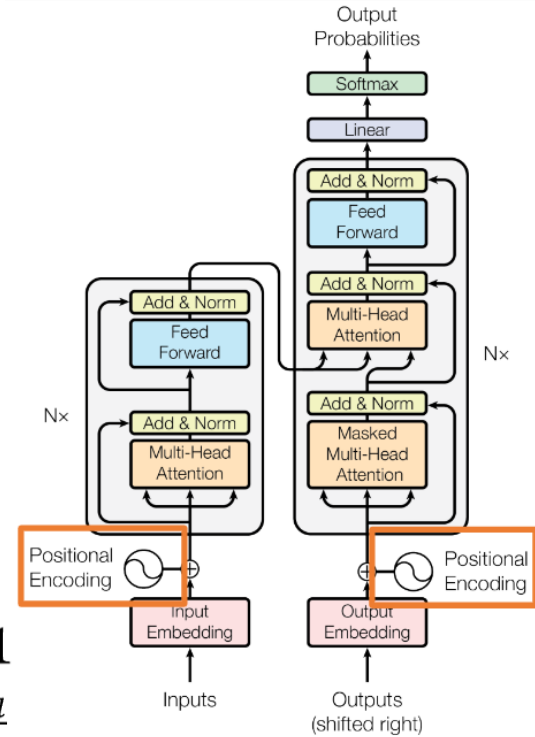 Output
Probabilities
Softmax
Linear
Add & Norm
Feed
Forward
Add & Norm
Multi-Head
Attention
Add & Norm
Masked
Multi-Head
Attention
Nx
Positional
Encoding
Output
Embedding
Outputs
(shifted right)
Add & Norm
Feed
Forward
Add & Norm
Multi-Head
Attention
Nx
Positional
Encoding
Input
Embedding
Inputs